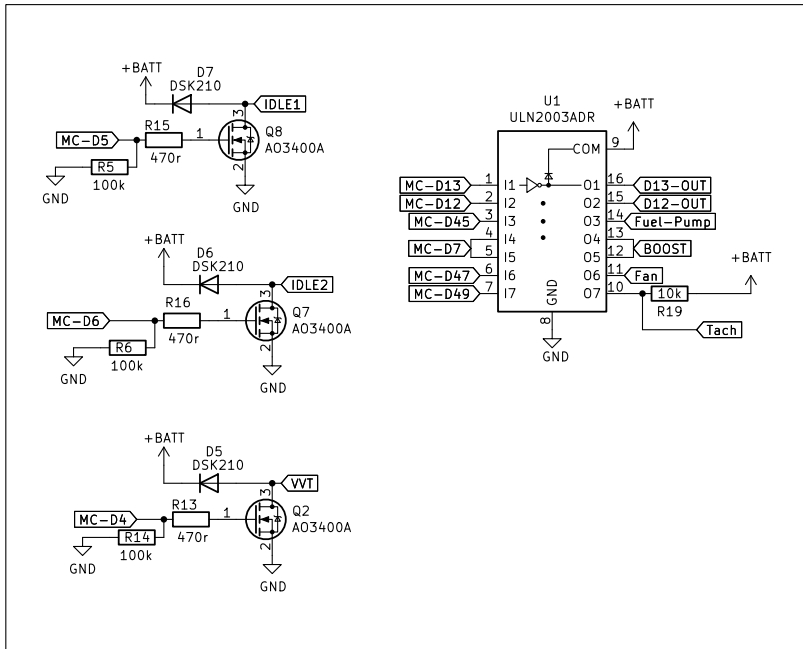 +BATT
D7
DSK210
IDLE1
3
MC-D5
R15
1
Q8
AO3400A
470r
R5
100k
2
GND
GND
+BATT
D6
DSK210
IDLE2
3
MC-D6
R16
1
Q7
AO3400A
470r
R6
100k
2
GND
GND
+BATT
D5
DSK210
VVT
3
MC-D4
R13
1
Q2
AO3400A
470r
R14
100k
2
GND
GND
U1
ULN2003ADR
+BATT
COM 9
MC-D13 1 I1 O1 16 D13-OUT
MC-D12 2 I2 O2 15 D12-OUT
MC-D45 3 I3 O3 14 Fuel-Pump
4 I4 O4 13
MC-D7 BOOST
5 I5 O5 12
MC-D47 6 I6 O6 11 Fan
MC-D49 7 I7 O7 10
GND
8
GND
+BATT
10k
R19
Tach